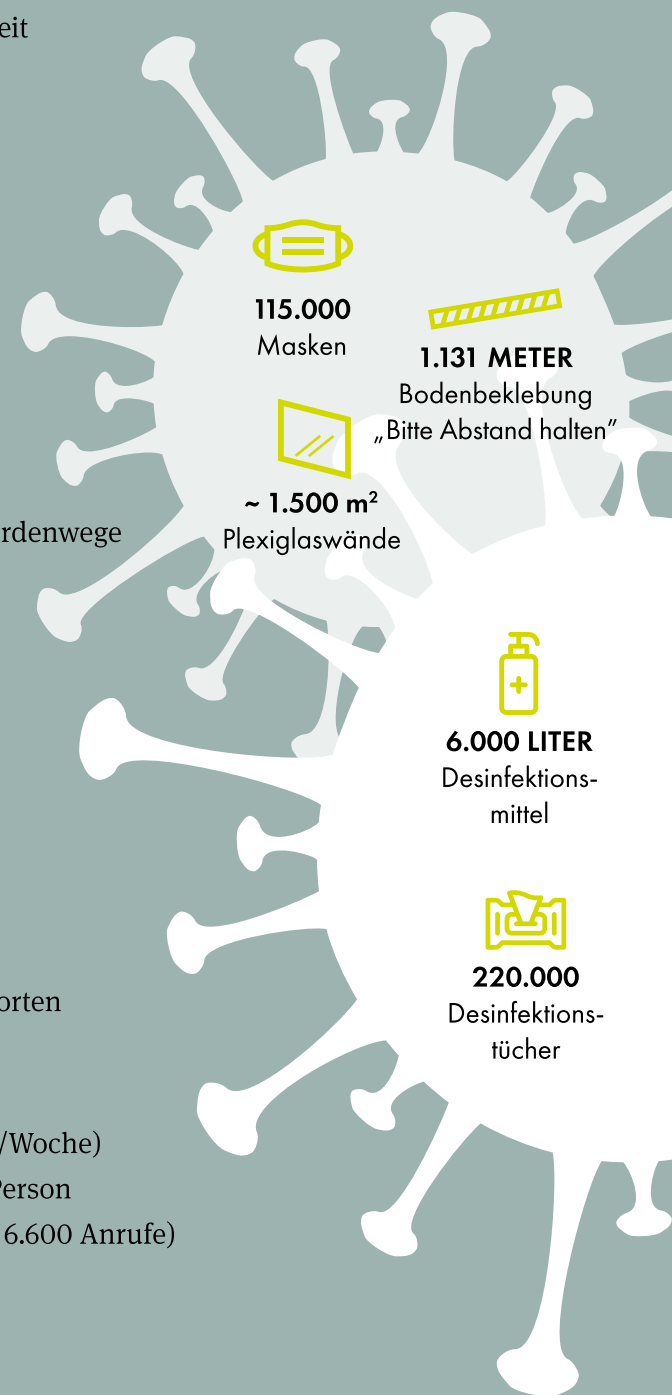 eit
115.000
Masken
1.131 METER
Bodenbeklebung
„Bitte Abstand halten”
~ 1.500 m²
Plexiglaswände
rdenwege
6.000 LITER
Desinfektions-
mittel
220.000
Desinfektions-
tücher
orten
/Woche)
Person
6.600 Anrufe)